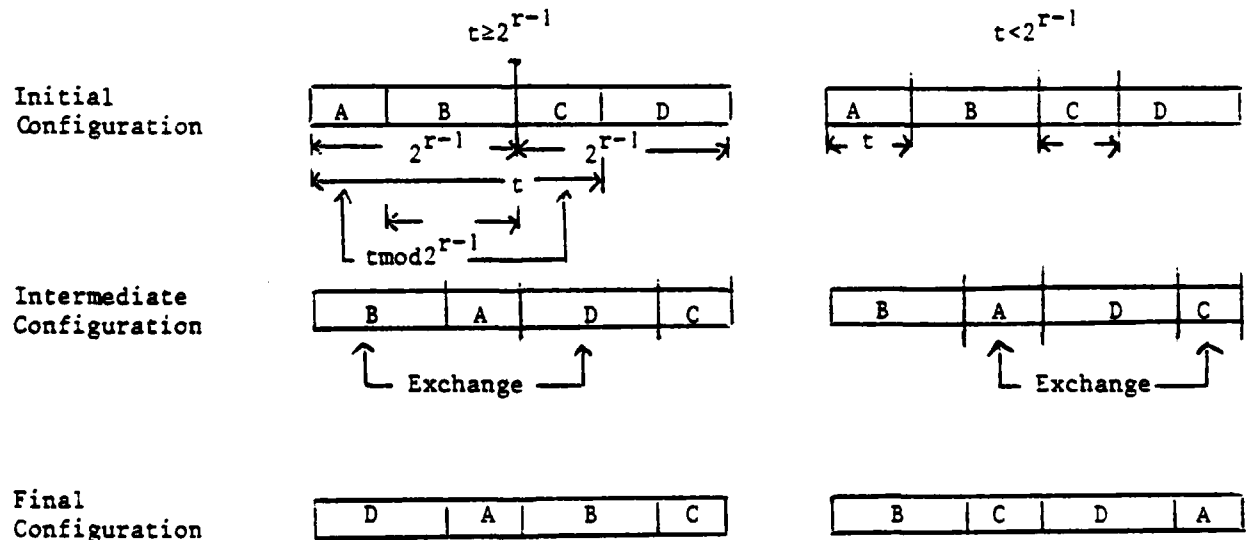 t≥2^r-1 t<2^r-1
Initial
Configuration
A B C D A B C D
2^r-1 2^r-1 t
t
tmod2^r-1
Intermediate
Configuration
B A D C B A D C
Exchange Exchange
Final
Configuration
D A B C B C D A